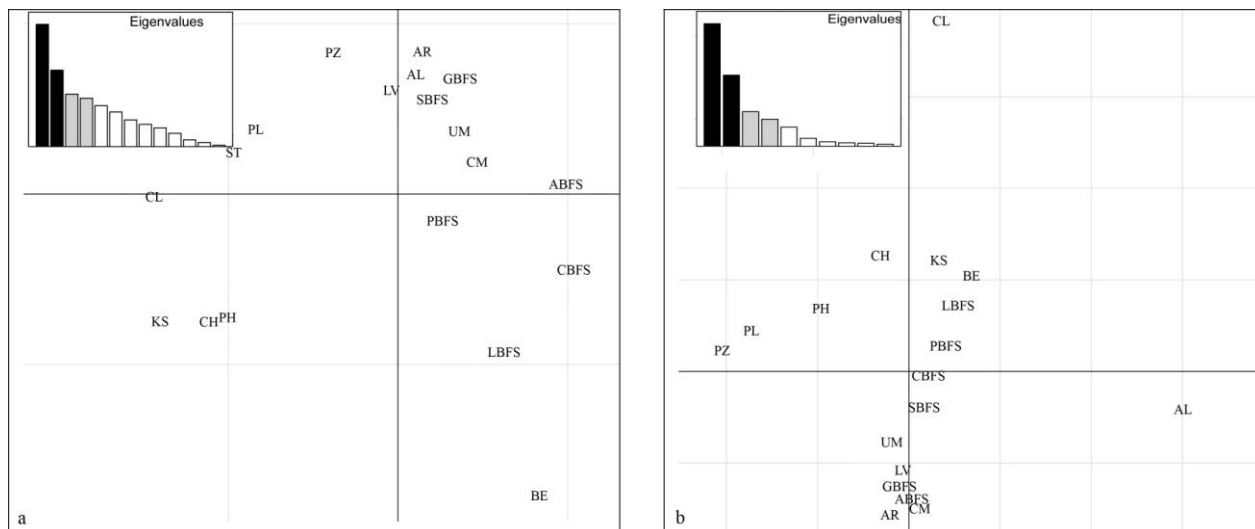 Eigenvalues
PZ
AR
AL
GBFS
LV
SBFS
PL
UM
ST
CM
ABFS
CL
PBFS
CBFS
KS
CH
PH
LBFS
BE
a
Eigenvalues
CL
CH
KS
BE
LBFS
PH
PL
PBFS
PZ
CBFS
SBFS
AL
UM
LV
GBFS
ABFS
CM
AR
b